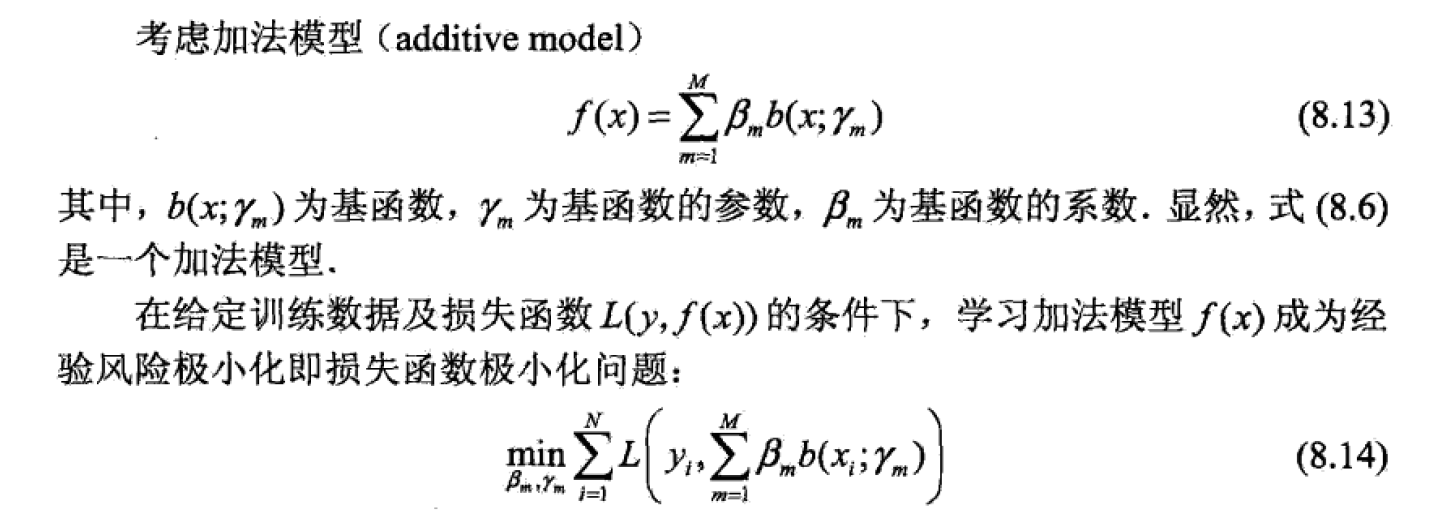 考虑加法模型（additive model）
f(x) = \sum_{m=1}^{M} \beta_m b(x;\gamma_m) (8.13)
其中，b(x;γ_m) 为基函数，γ_m 为基函数的参数，β_m 为基函数的系数．显然，式 (8.6)
是一个加法模型．
在给定训练数据及损失函数 L(y, f(x)) 的条件下，学习加法模型 f(x) 成为经
验风险极小化即损失函数极小化问题：
\min_{\beta_m,\gamma_m} \sum_{i=1}^{N} L\left( y_i, \sum_{m=1}^{M} \beta_m b(x_i;\gamma_m) \right) (8.14)